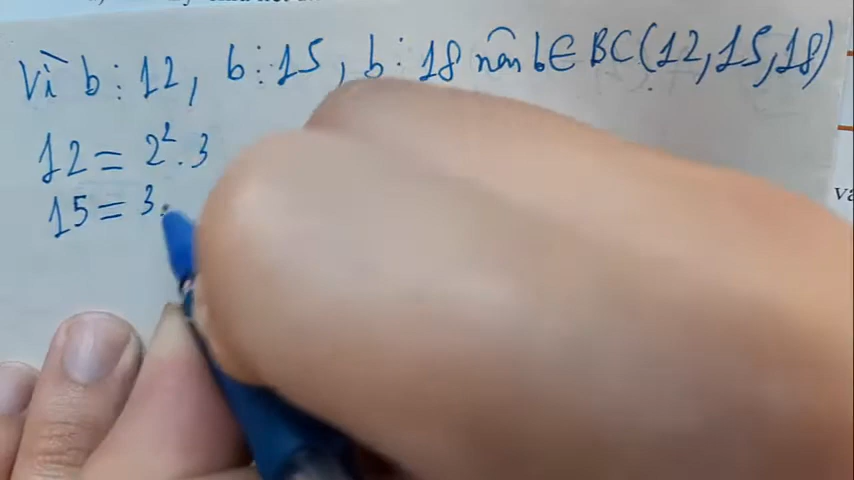 Vì b ⋮ 12, b ⋮ 15, b ⋮ 18 nên b ∈ BC(12,15,18)
12 = 2². 3
15 = 3.